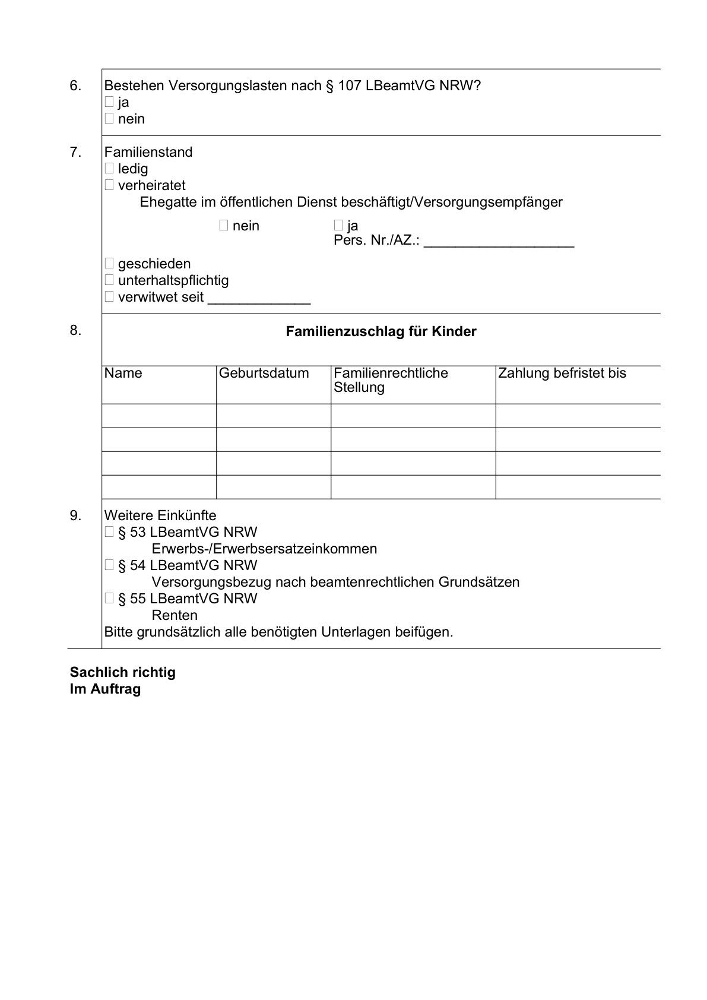 6. Bestehen Versorgungslasten nach § 107 LBeamtVG NRW?
☐ ja
☐ nein
7. Familienstand
☐ ledig
☐ verheiratet
Ehegatte im öffentlichen Dienst beschäftigt/Versorgungsempfänger
☐ nein ☐ ja
Pers. Nr./AZ.: ___________________
☐ geschieden
☐ unterhaltspflichtig
☐ verwitwet seit _____________
8. Familienzuschlag für Kinder
Name Geburtsdatum Familienrechtliche Zahlung befristet bis
Stellung
9. Weitere Einkünfte
☐ § 53 LBeamtVG NRW
Erwerbs-/Erwerbsersatzeinkommen
☐ § 54 LBeamtVG NRW
Versorgungsbezug nach beamtenrechtlichen Grundsätzen
☐ § 55 LBeamtVG NRW
Renten
Bitte grundsätzlich alle benötigten Unterlagen beifügen.
Sachlich richtig
Im Auftrag